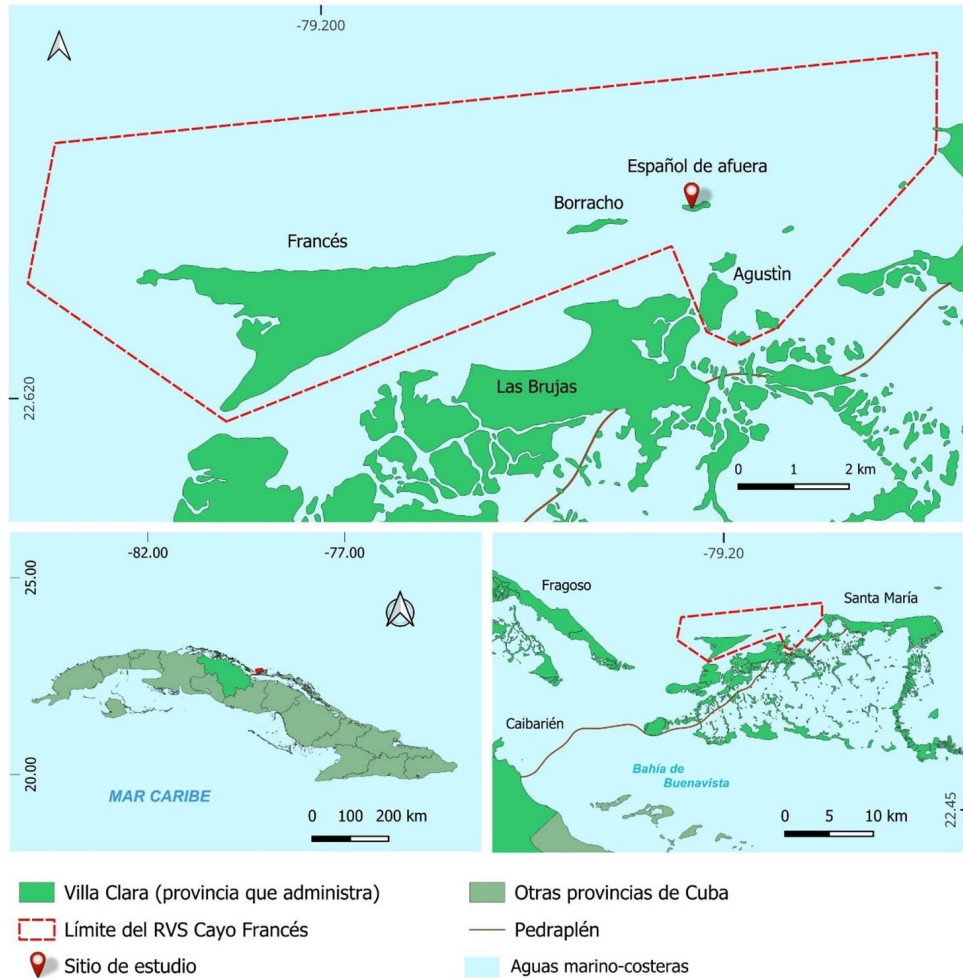 -79.200
Español de afuera
Borracho
Francés
Agustìn
22.620
Las Brujas
0 1 2 km
-82.00
-77.00
25.00
20.00
MAR CARIBE
0 100 200 km
-79.20
Fragoso
Santa María
Caibarién
Bahía de
Buenavista
22.45
0 5 10 km
Villa Clara (provincia que administra)
Otras provincias de Cuba
Límite del RVS Cayo Francés
Pedraplén
Sitio de estudio
Aguas marino-costeras